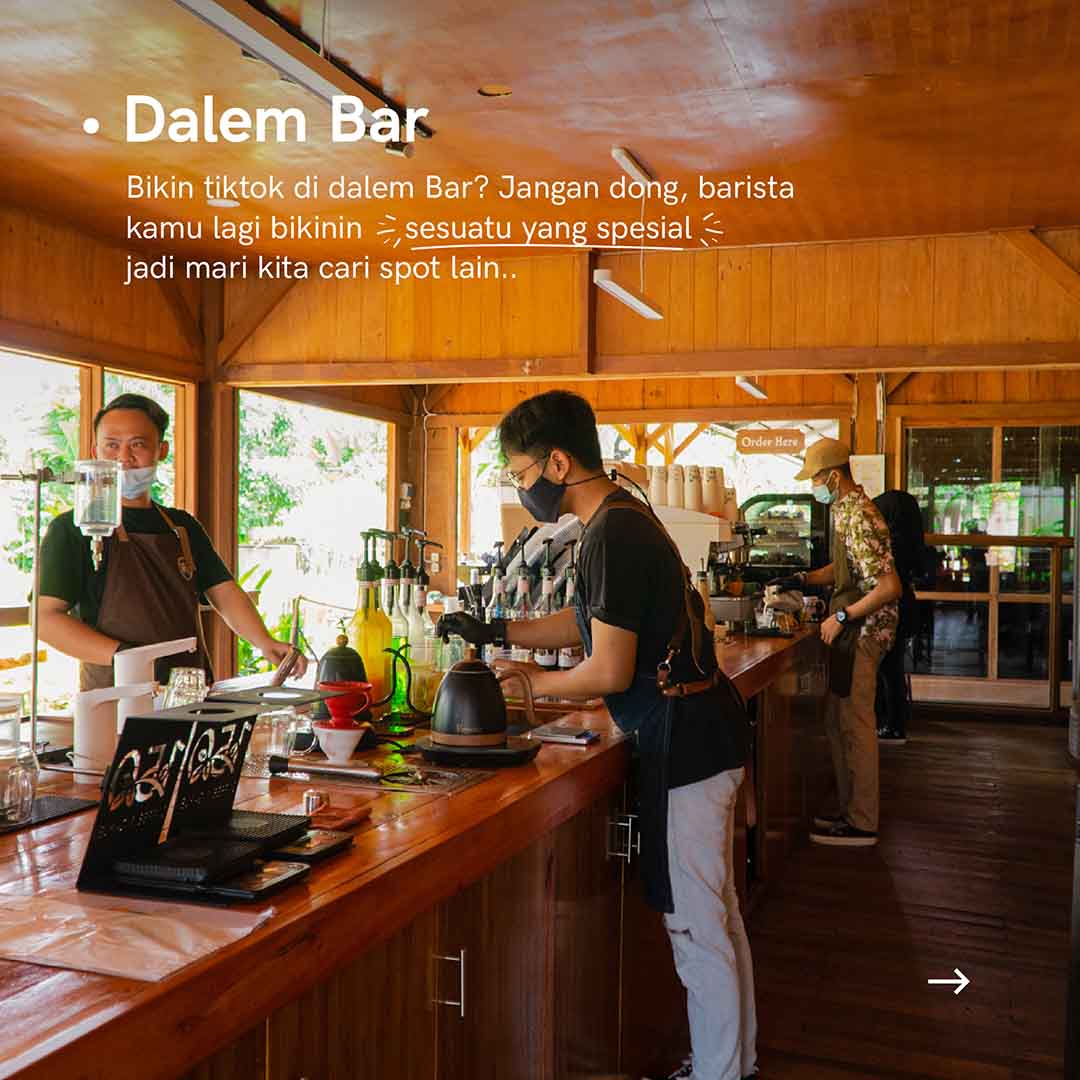 • Dalem Bar
Bikin tiktok di dalem Bar? Jangan dong, barista
kamu lagi bikinin sesuatu yang spesial
jadi mari kita cari spot lain..
Order Here